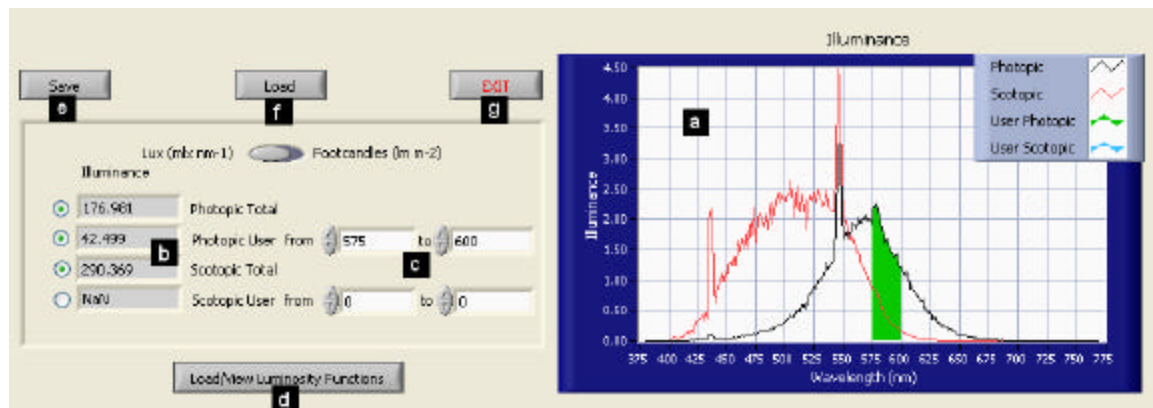 Save
e
Load
f
EXIT
g
Lux (mlx nm-1)
Footcandles (lm in-2)
Illuminance
176.981
Photopic Total
42.499
Photopic User from
575
to
600
290.369
Scotopic Total
NaN
Scotopic User from
0
to
0
b
c
Load/View Luminosity Functions
d
Illuminance
Photopic
Scotopic
User Photopic
User Scotopic
a
Illuminance
4.50
4.00
3.50
3.00
2.50
2.00
1.50
1.00
0.50
0.00
375 400 425 450 475 500 525 550 575 600 625 650 675 700 725 750 775
Wavelength (nm)